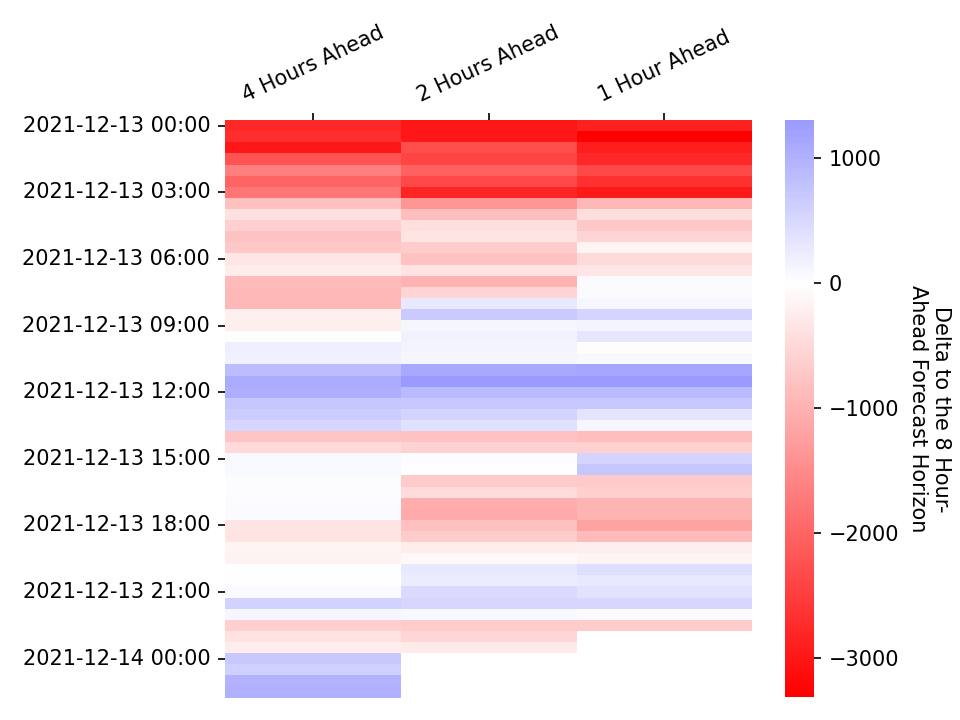 4 Hours Ahead
2 Hours Ahead
1 Hour Ahead
2021-12-13 00:00
2021-12-13 03:00
2021-12-13 06:00
2021-12-13 09:00
2021-12-13 12:00
2021-12-13 15:00
2021-12-13 18:00
2021-12-13 21:00
2021-12-14 00:00
1000
0
−1000
−2000
−3000
Delta to the 8 Hour-
Ahead Forecast Horizon